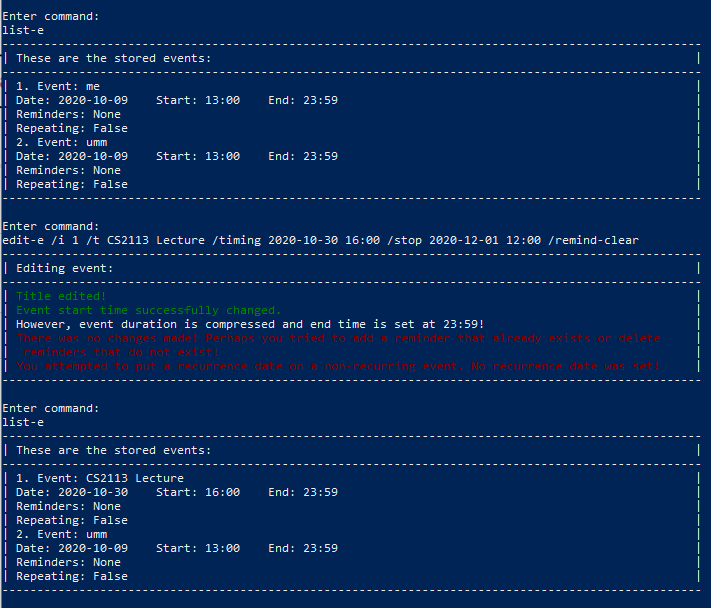 Enter command:
list-e
----------------------------------------------------------------------------------------------------
| These are the stored events: |
----------------------------------------------------------------------------------------------------
| 1. Event: me |
| Date: 2020-10-09    Start: 13:00    End: 23:59 |
| Reminders: None |
| Repeating: False |
| 2. Event: umm |
| Date: 2020-10-09    Start: 13:00    End: 23:59 |
| Reminders: None |
| Repeating: False |
----------------------------------------------------------------------------------------------------
Enter command:
edit-e /i 1 /t CS2113 Lecture /timing 2020-10-30 16:00 /stop 2020-12-01 12:00 /remind-clear
----------------------------------------------------------------------------------------------------
| Editing event: |
----------------------------------------------------------------------------------------------------
| Title edited! |
| Event start time successfully changed. |
| However, event duration is compressed and end time is set at 23:59! |
| There was no changes made! Perhaps you tried to add a reminder that already exists or delete |
|  reminders that do not exist! |
| You attempted to put a recurrence date on a non-recurring event. No recurrence date was set! |
----------------------------------------------------------------------------------------------------
Enter command:
list-e
----------------------------------------------------------------------------------------------------
| These are the stored events: |
----------------------------------------------------------------------------------------------------
| 1. Event: CS2113 Lecture |
| Date: 2020-10-30    Start: 16:00    End: 23:59 |
| Reminders: None |
| Repeating: False |
| 2. Event: umm |
| Date: 2020-10-09    Start: 13:00    End: 23:59 |
| Reminders: None |
| Repeating: False |
----------------------------------------------------------------------------------------------------